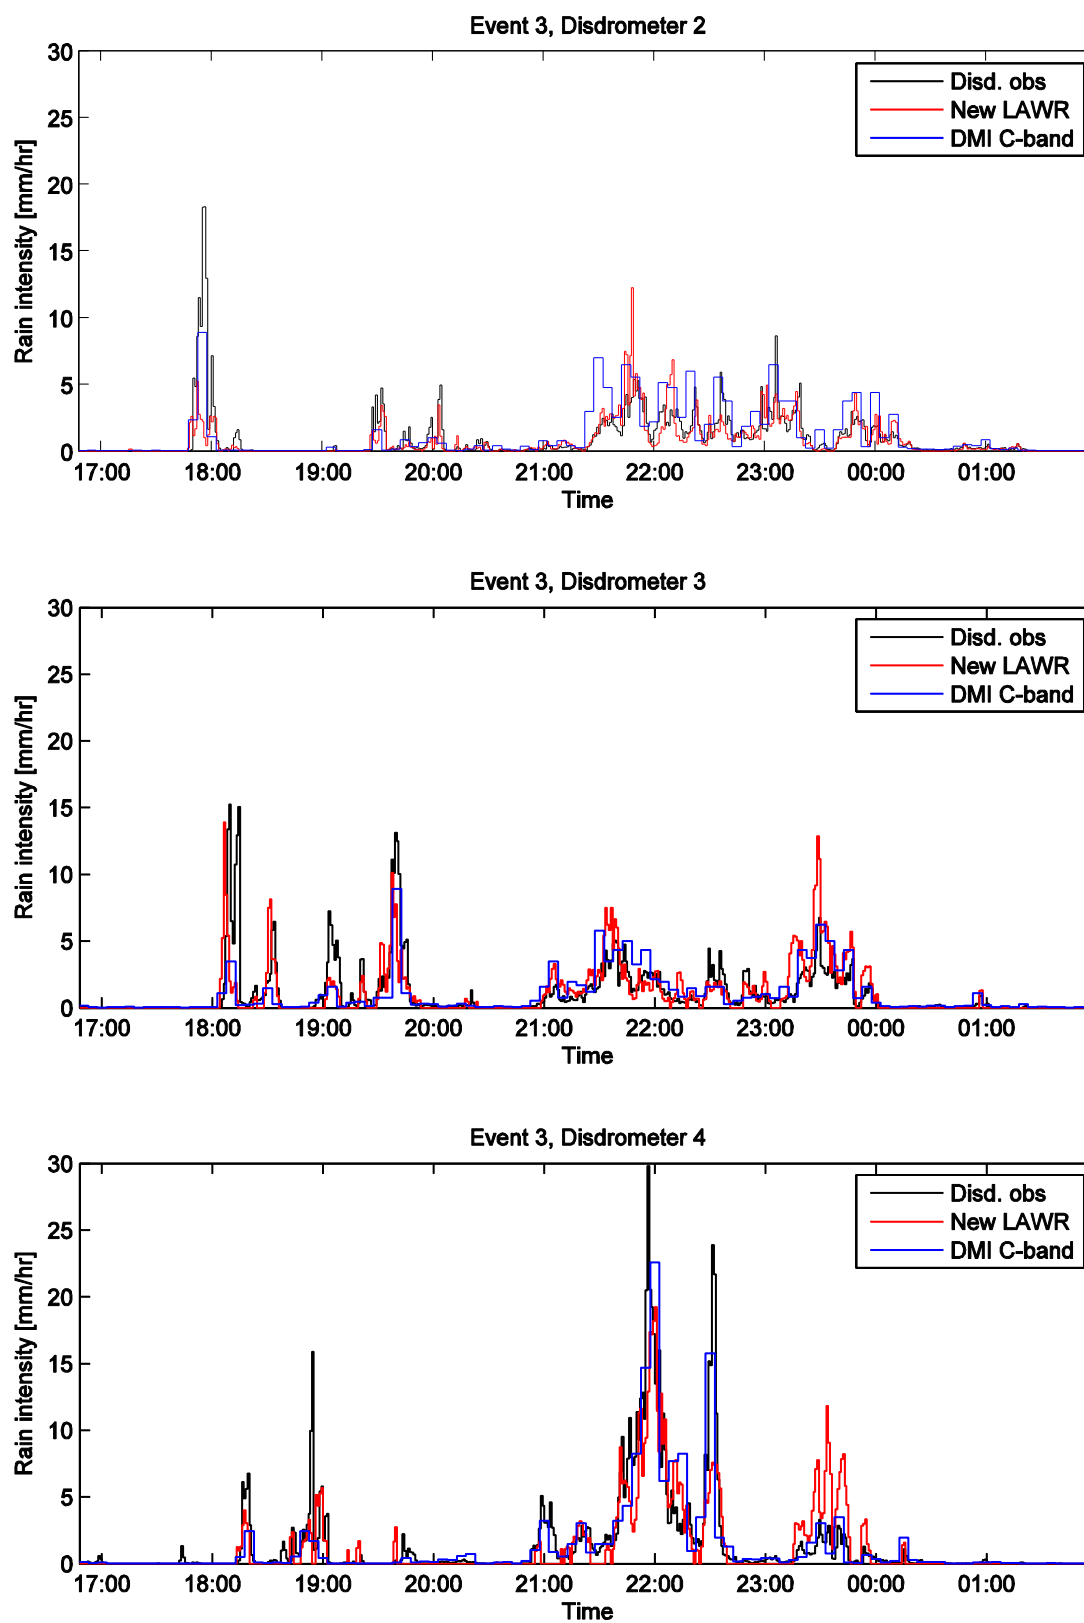 Event 3, Disdrometer 2
30
25
20
15
10
5
0
Rain intensity [mm/hr]
Disd. obs
New LAWR
DMI C-band
17:00 18:00 19:00 20:00 21:00 22:00 23:00 00:00 01:00
Time
Event 3, Disdrometer 3
30
25
20
15
10
5
0
Rain intensity [mm/hr]
Disd. obs
New LAWR
DMI C-band
17:00 18:00 19:00 20:00 21:00 22:00 23:00 00:00 01:00
Time
Event 3, Disdrometer 4
30
25
20
15
10
5
0
Rain intensity [mm/hr]
Disd. obs
New LAWR
DMI C-band
17:00 18:00 19:00 20:00 21:00 22:00 23:00 00:00 01:00
Time